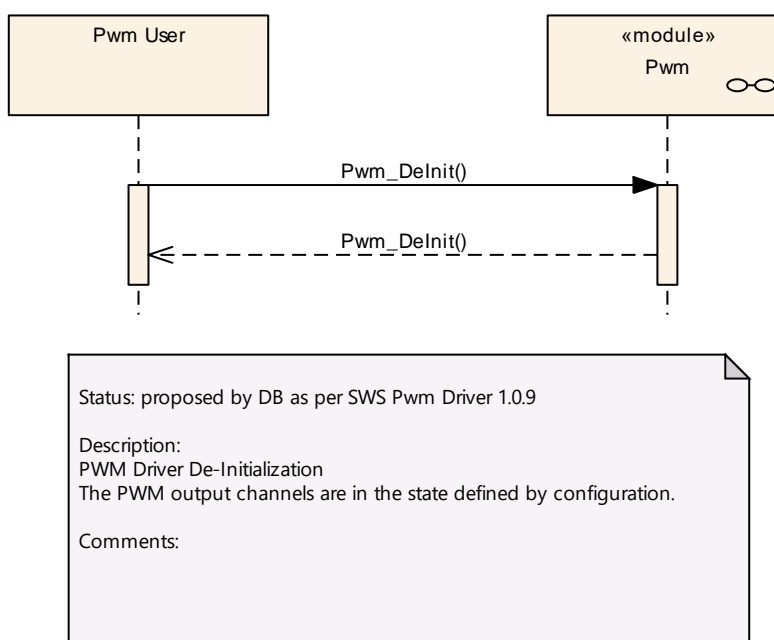 Pwm User
«module»
Pwm
Pwm_DeInit()
Pwm_DeInit()
Status: proposed by DB as per SWS Pwm Driver 1.0.9
Description:
PWM Driver De-Initialization
The PWM output channels are in the state defined by configuration.
Comments: